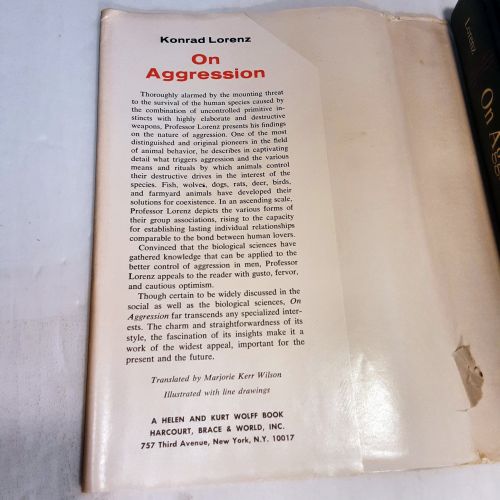 Konrad Lorenz
On
Aggression
Thoroughly alarmed by the mounting threat
to the survival of the human species caused by
the combination of uncontrolled primitive in-
stincts with highly elaborate and destructive
weapons, Professor Lorenz presents his findings
on the nature of aggression. One of the most
distinguished and original pioneers in the field
of animal behavior, he describes in captivating
detail what triggers aggression and the various
means and rituals by which animals control
their destructive drives in the interest of the
species. Fish, wolves, dogs, rats, deer, birds,
and farmyard animals have developed their
solutions for coexistence. In an ascending scale,
Professor Lorenz depicts the various forms of
their group associations, rising to the capacity
for establishing lasting individual relationships
comparable to the bond between human lovers.
Convinced that the biological sciences have
gathered knowledge that can be applied to the
better control of aggression in men, Professor
Lorenz appeals to the reader with gusto, fervor,
and cautious optimism.
Though certain to be widely discussed in the
social as well as the biological sciences, On
Aggression far transcends any specialized inter-
ests. The charm and straightforwardness of its
style, the fascination of its insights make it a
work of the widest appeal, important for the
present and the future.
Translated by Marjorie Kerr Wilson
Illustrated with line drawings
A HELEN AND KURT WOLFF BOOK
HARCOURT, BRACE & WORLD, INC.
757 Third Avenue, New York, N.Y. 10017
Lorenz
On